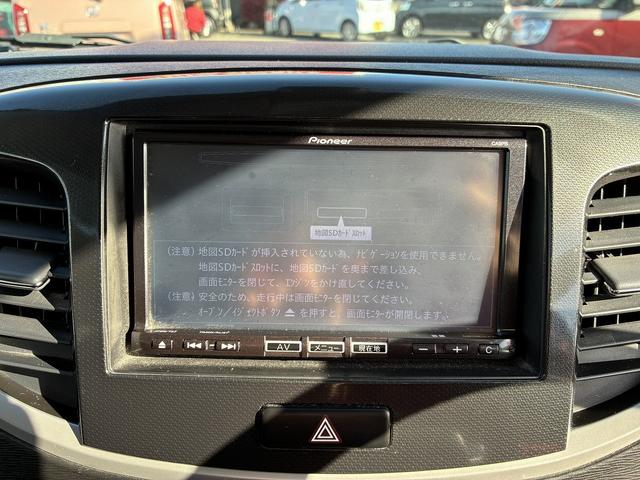 Pioneer
地図SDｶｰﾄﾞｽﾛｯﾄ
(注意) 地図SDｶｰﾄﾞが挿入されていない為、ﾅﾋﾞｹﾞｰｼｮﾝを使用できません。
地図SDｶｰﾄﾞｽﾛｯﾄに、地図SDｶｰﾄﾞを奥まで差し込み、
画面ﾓﾆﾀｰを閉じて、ｴﾝｼﾞﾝをかけ直してください。
(注意) 安全のため、走行中は画面ﾓﾆﾀｰを閉じてください。
ｵｰﾌﾟﾝ/ｲｼﾞｪｸﾄﾎﾞﾀﾝ ⏏ を押すと、画面ﾓﾆﾀｰが開閉します。
AV メニュー 現在地 − + C